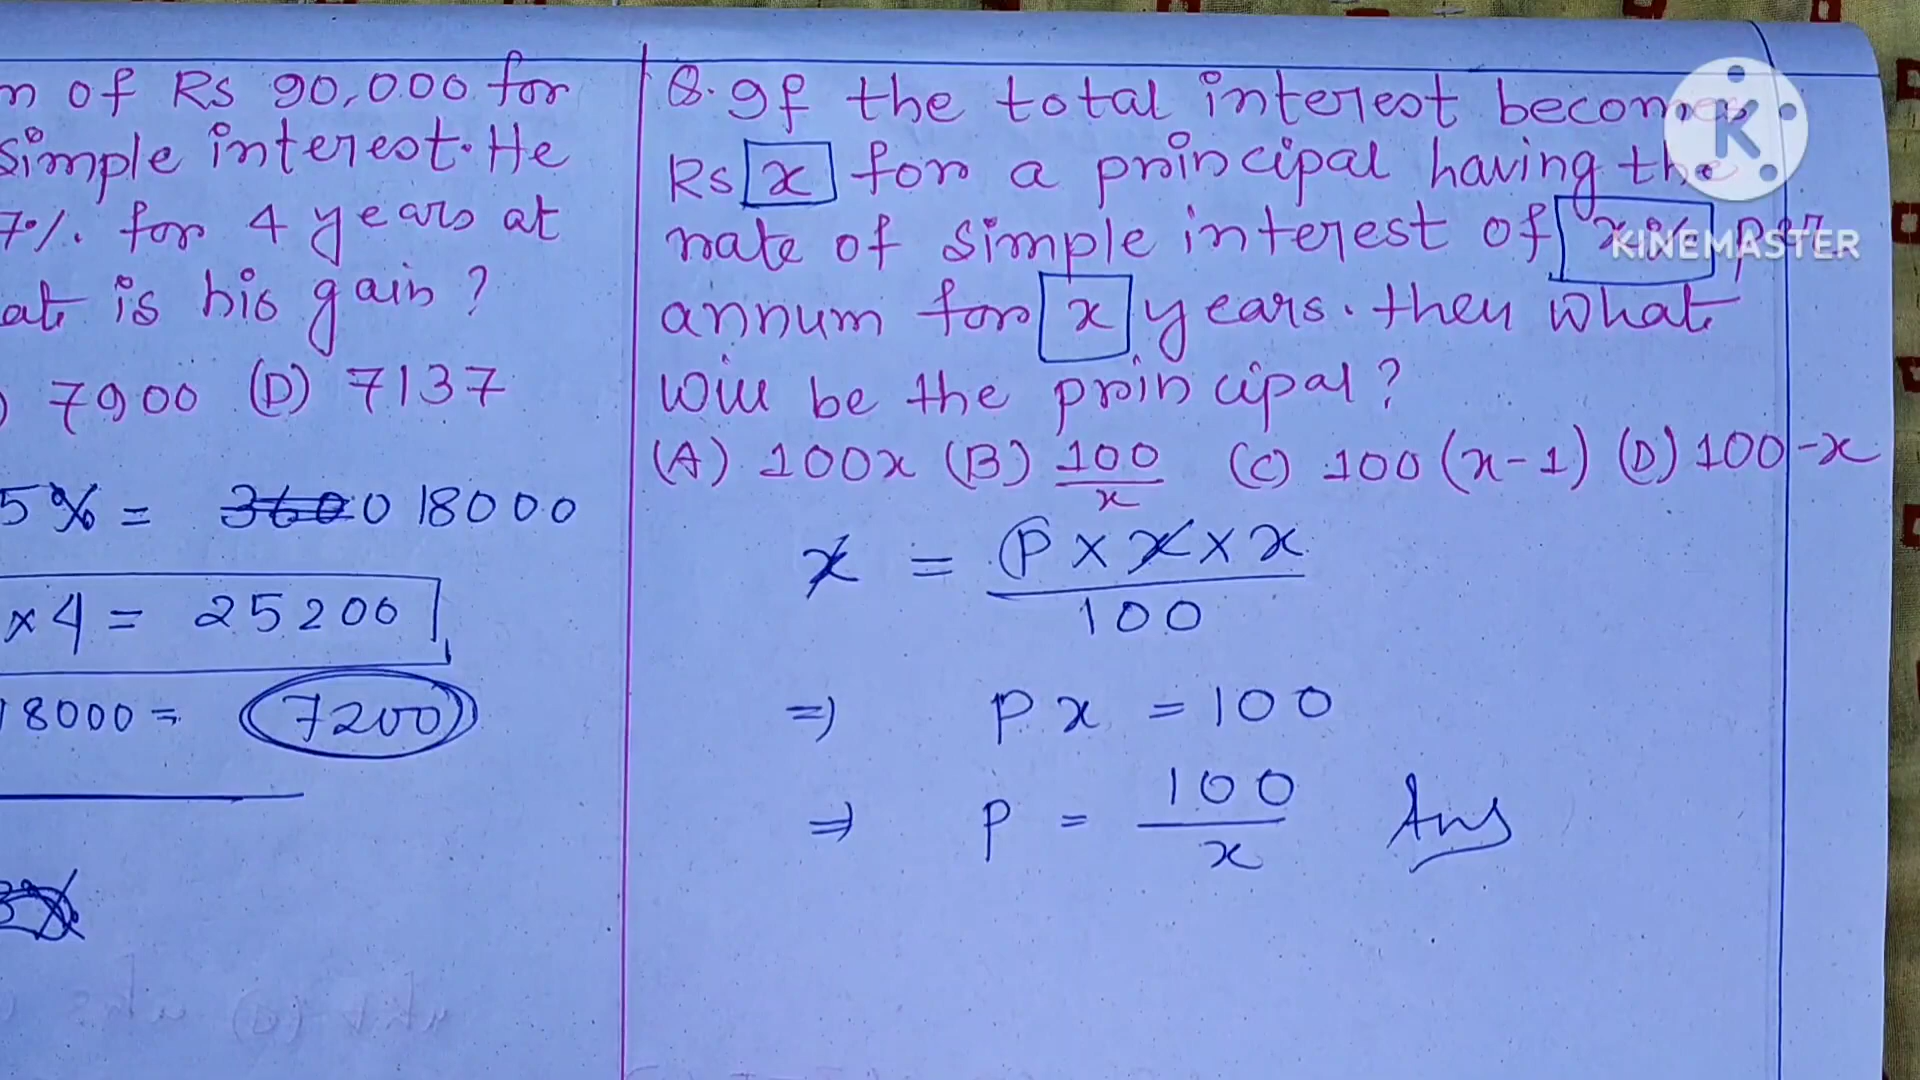 n of Rs 90,000 for
simple interest. He
7%. for 4 years at
at is his gain?
) 7900 (D) 7137
5% = 18000
× 4 = 25200
18000 = 7200
Q. If the total interest becomes
Rs x for a principal having the
rate of simple interest of x% per
annum for x years. then what
will be the principal?
(A) 100x (B) 100/x (C) 100(x-1) (D) 100-x
x = P × x × x / 100
⇒ Px = 100
⇒ P = 100/x Ans
K
KINEMASTER